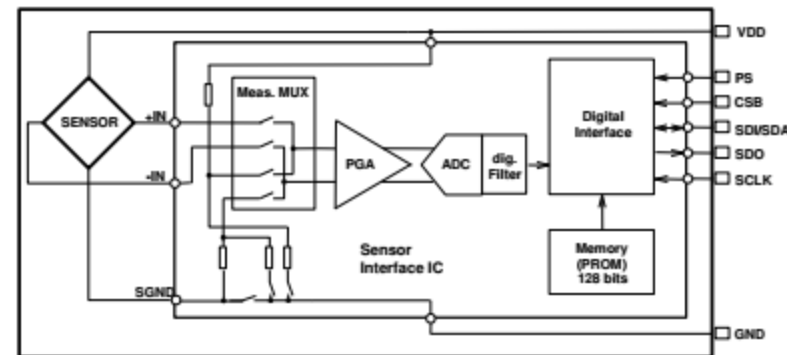 VDD
PS
Meas. MUX
CSB
SENSOR
+IN
Digital
Interface
SDI/SDA
PGA
ADC
dig.
Filter
SDO
-IN
SCLK
Sensor
Interface IC
Memory
(PROM)
128 bits
SGND
GND